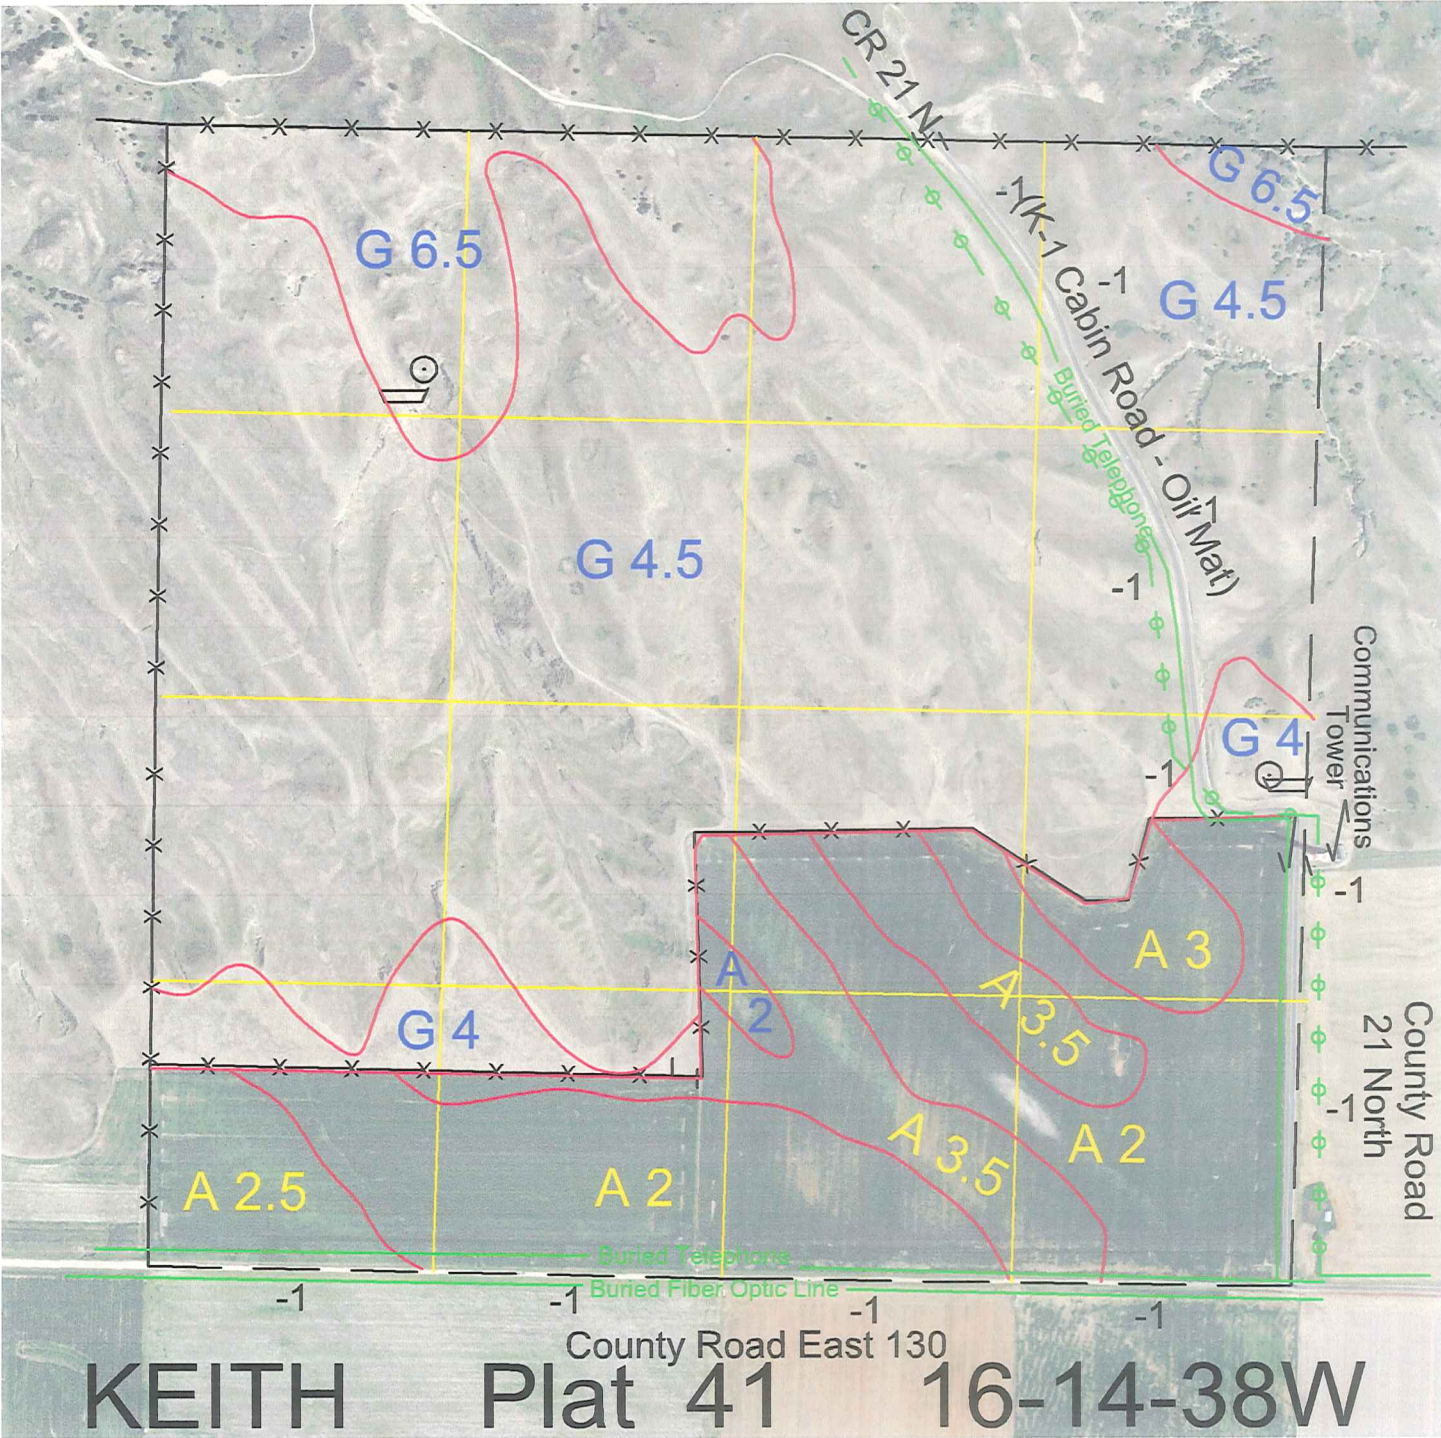 CR 21 N
-1
(K-1 Cabin Road - Oil Mat)
G 6.5
G 6.5
-1
G 4.5
Buried Telephone
-1
G 4.5
-1
Communications
Tower
G 4
-1
-1
A 3
A
2
A 3.5
G 4
County Road
21 North
-1
A 3.5
A 2
A 2.5
A 2
Buried Telephone
Buried Fiber Optic Line
-1
-1
-1
-1
County Road East 130
KEITH Plat 41 16-14-38W